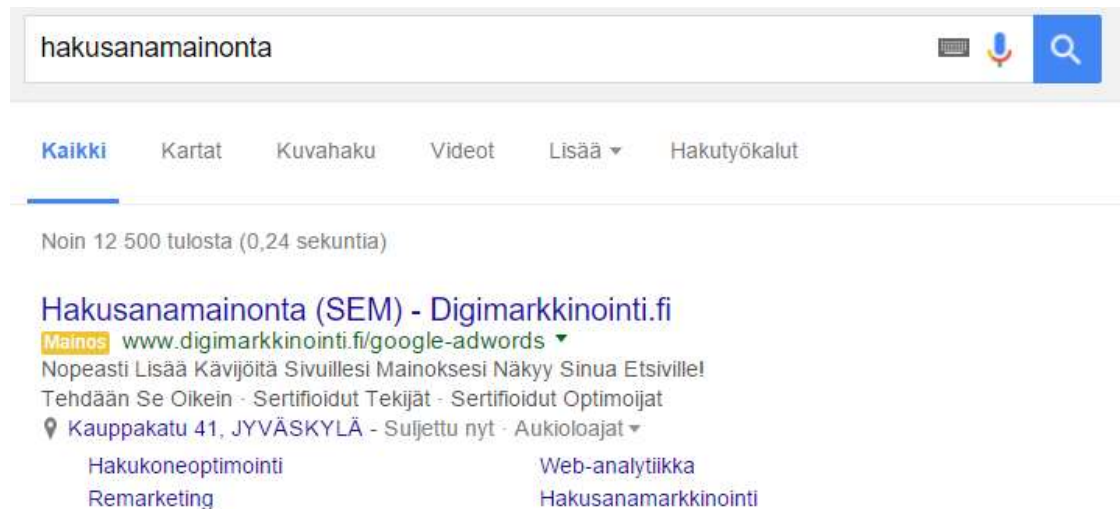 hakusanamainonta
Kaikki Kartat Kuvahaku Videot Lisää Hakutyökalut
Noin 12 500 tulosta (0,24 sekuntia)
Hakusanamainonta (SEM) - Digimarkkinointi.fi
Mainos www.digimarkkinointi.fi/google-adwords
Nopeasti Lisää Kävijöitä Sivuillesi Mainoksesi Näkyy Sinua Etsiville!
Tehdään Se Oikein · Sertifioidut Tekijät · Sertifioidut Optimoijat
Kauppakatu 41, JYVÄSKYLÄ - Suljettu nyt · Aukioloajat
Hakukoneoptimointi Web-analytiikka
Remarketing Hakusanamarkkinointi